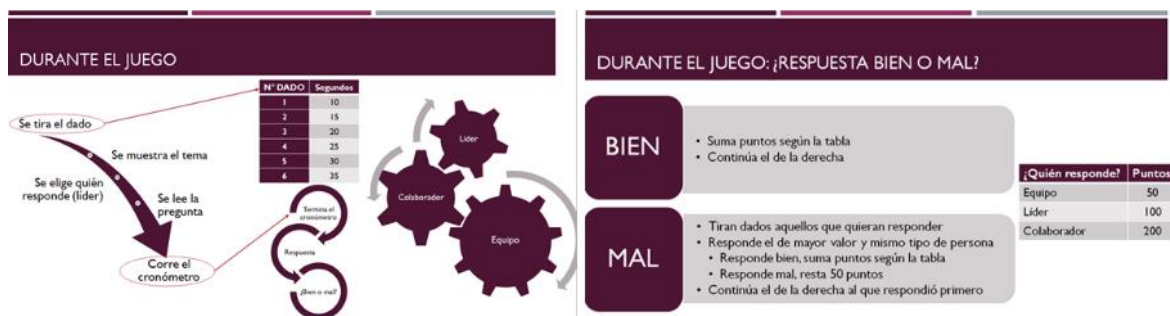 DURANTE EL JUEGO
Se tira el dado
Se muestra el tema
Se elige quién
responde (líder)
Se lee la
pregunta
Corre el
cronómetro
N° DADO Segundos
1 10
2 15
3 20
4 25
5 30
6 35
Termina el
cronómetro
Respuesta
¿Bien o mal?
Líder
Colaborador
Equipo
DURANTE EL JUEGO: ¿RESPUESTA BIEN O MAL?
BIEN
• Suma puntos según la tabla
• Continúa el de la derecha
MAL
• Tiran dados aquellos que quieran responder
• Responde el de mayor valor y mismo tipo de persona
• Responde bien, suma puntos según la tabla
• Responde mal, resta 50 puntos
• Continúa el de la derecha al que respondió primero
¿Quién responde? Puntos
Equipo 50
Líder 100
Colaborador 200